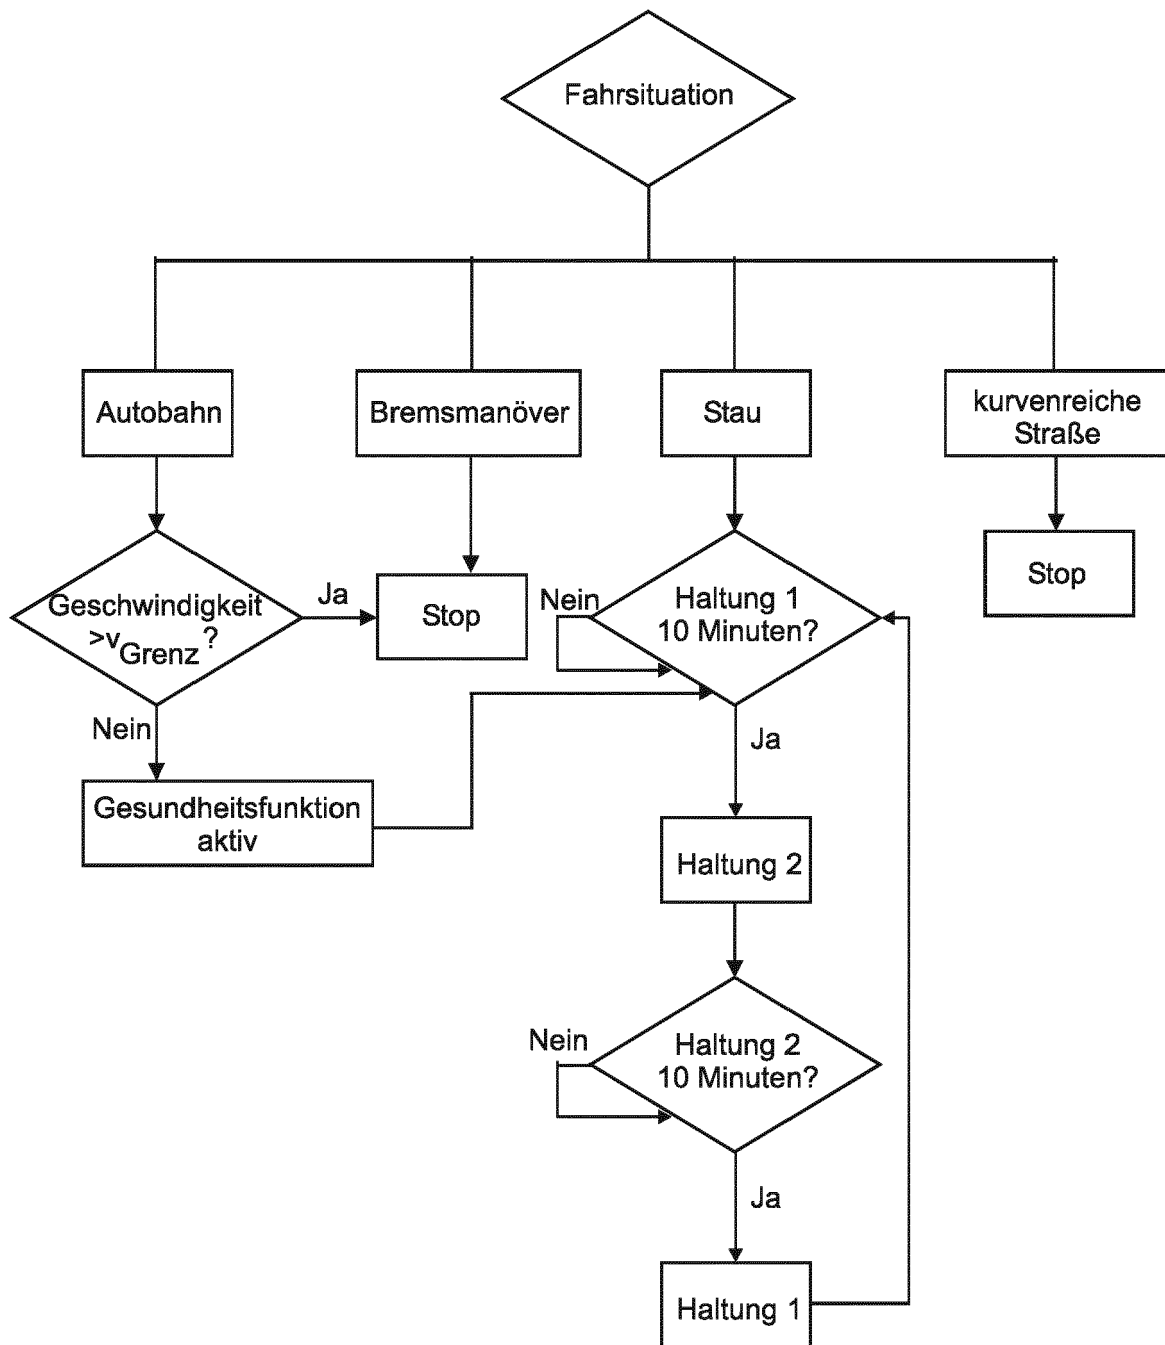 Fahrsituation
Autobahn
Bremsmanöver
Stau
kurvenreiche
Straße
Geschwindigkeit
>vGrenz?
Ja
Stop
Nein
Haltung 1
10 Minuten?
Stop
Nein
Gesundheitsfunktion
aktiv
Ja
Haltung 2
Nein
Haltung 2
10 Minuten?
Ja
Haltung 1